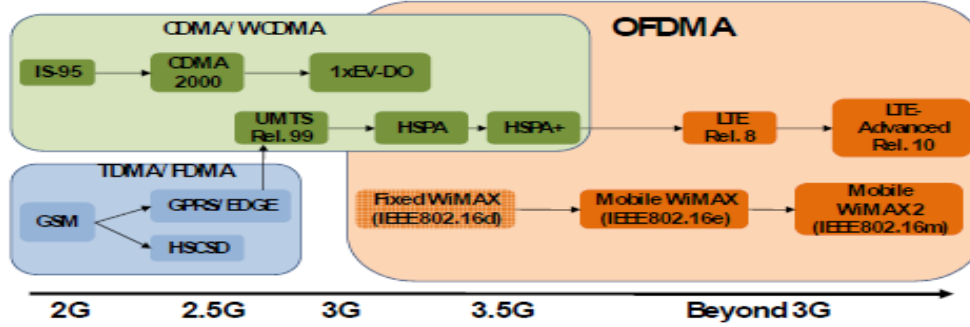 CDMA/WCDMA
OFDMA
IS-95
CDMA
2000
1xEV-DO
UMTS
Rel. 99
HSPA
HSPA+
LTE
Rel. 8
LTE-
Advanced
Rel. 10
TDMA/FDMA
GSM
GPRS/EDGE
HSCSD
Fixed WiMAX
(IEEE802.16d)
Mobile WiMAX
(IEEE802.16e)
Mobile
WiMAX 2
(IEEE802.16m)
2G
2.5G
3G
3.5G
Beyond 3G